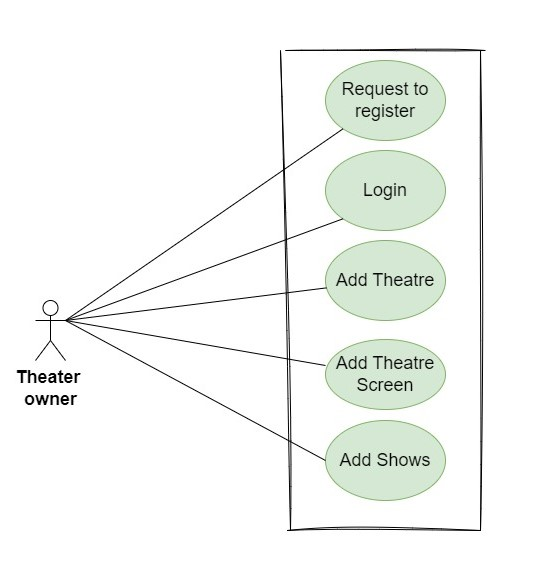 Request to
register
Login
Add Theatre
Add Theatre
Screen
Add Shows
Theater
owner